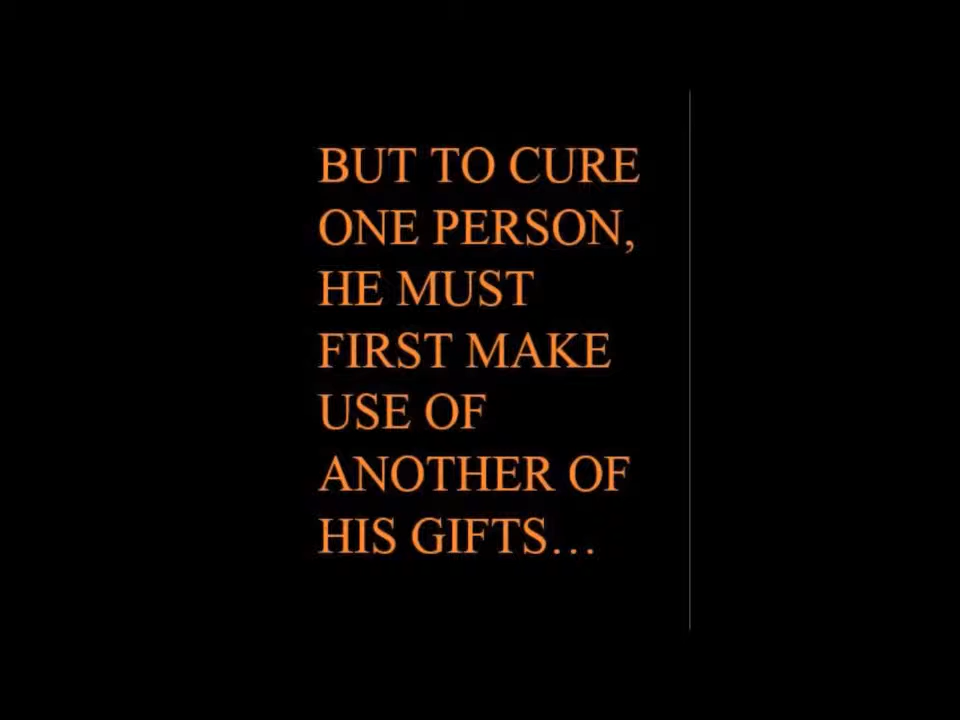 BUT TO CURE
ONE PERSON,
HE MUST
FIRST MAKE
USE OF
ANOTHER OF
HIS GIFTS…